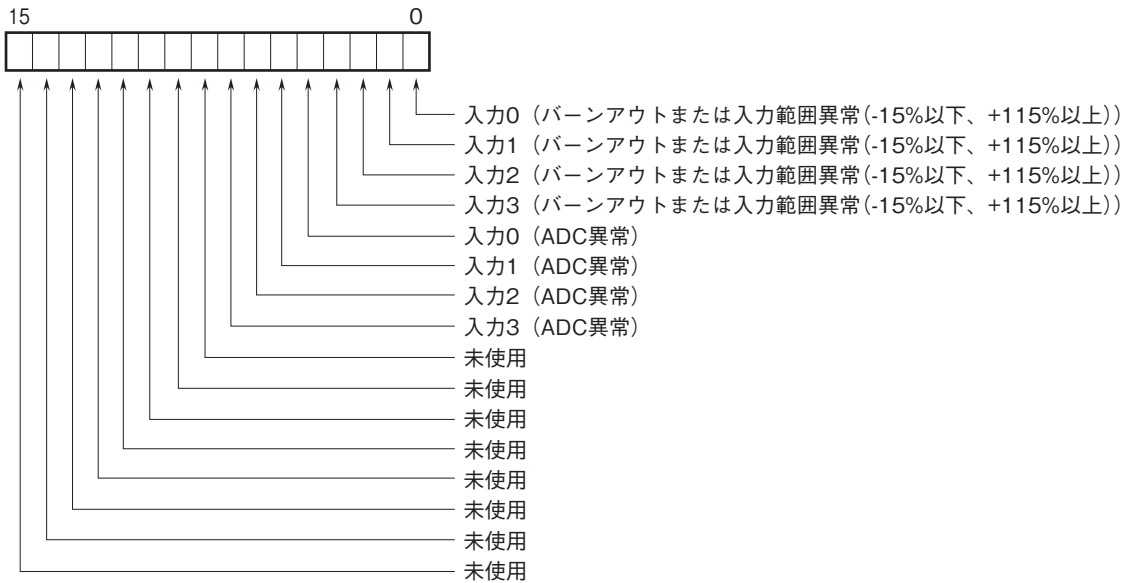 15 0
入力0（バーンアウトまたは入力範囲異常（-15%以下、+115%以上））
入力1（バーンアウトまたは入力範囲異常（-15%以下、+115%以上））
入力2（バーンアウトまたは入力範囲異常（-15%以下、+115%以上））
入力3（バーンアウトまたは入力範囲異常（-15%以下、+115%以上））
入力0（ADC異常）
入力1（ADC異常）
入力2（ADC異常）
入力3（ADC異常）
未使用
未使用
未使用
未使用
未使用
未使用
未使用
未使用